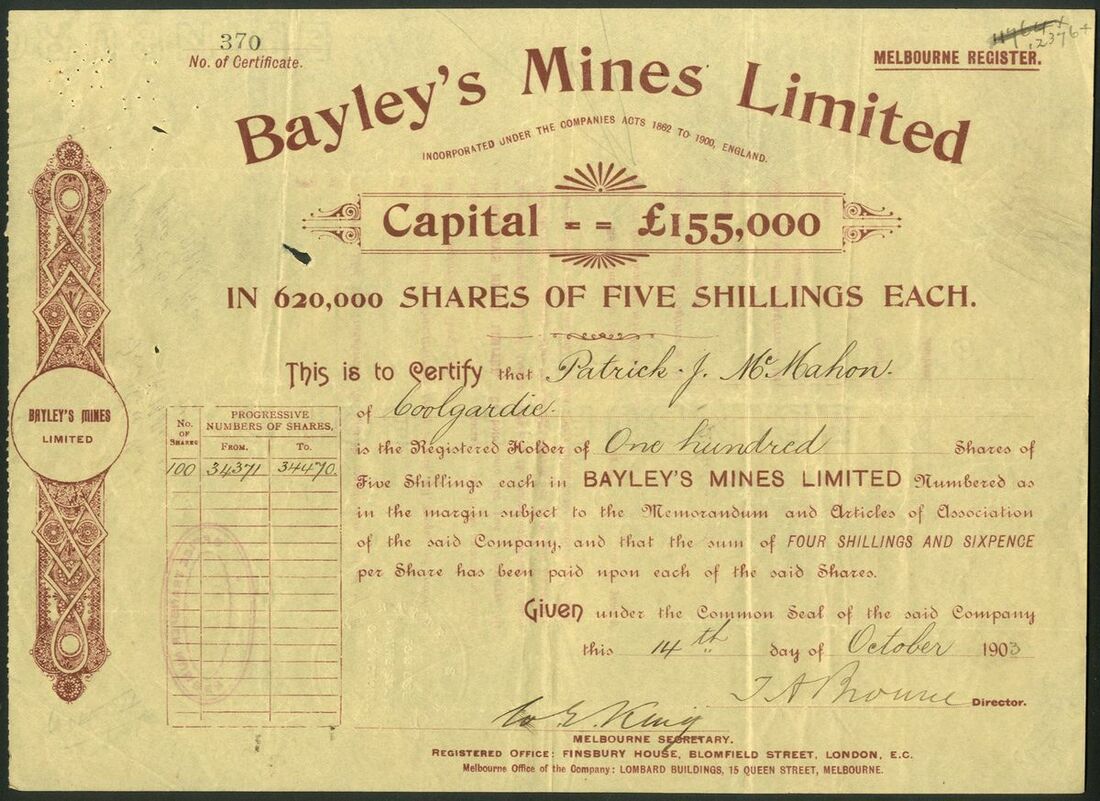 370
No. of Certificate.
12376+
MELBOURNE REGISTER.
Bayley's Mines Limited
INCORPORATED UNDER THE COMPANIES ACTS 1862 TO 1900, ENGLAND.
Capital = = £155,000
IN 620,000 SHARES OF FIVE SHILLINGS EACH.
This is to Certify that Patrick. J. McMahon.
of Coolgardie.
is the Registered Holder of One hundred Shares of
Five Shillings each in BAYLEY'S MINES LIMITED Numbered as
in the margin subject to the Memorandum and Articles of Association
of the said Company, and that the sum of FOUR SHILLINGS AND SIXPENCE
per Share has been paid upon each of the said Shares.
Given under the Common Seal of the said Company
this 14th day of October 1903
T A Browne Director.
W E King
MELBOURNE SECRETARY.
REGISTERED OFFICE: FINSBURY HOUSE, BLOMFIELD STREET, LONDON, E.C.
Melbourne Office of the Company: LOMBARD BUILDINGS, 15 QUEEN STREET, MELBOURNE.
No. OF SHARES
PROGRESSIVE NUMBERS OF SHARES,
FROM. TO.
100 34371 34470.
BAYLEY'S MINES
LIMITED